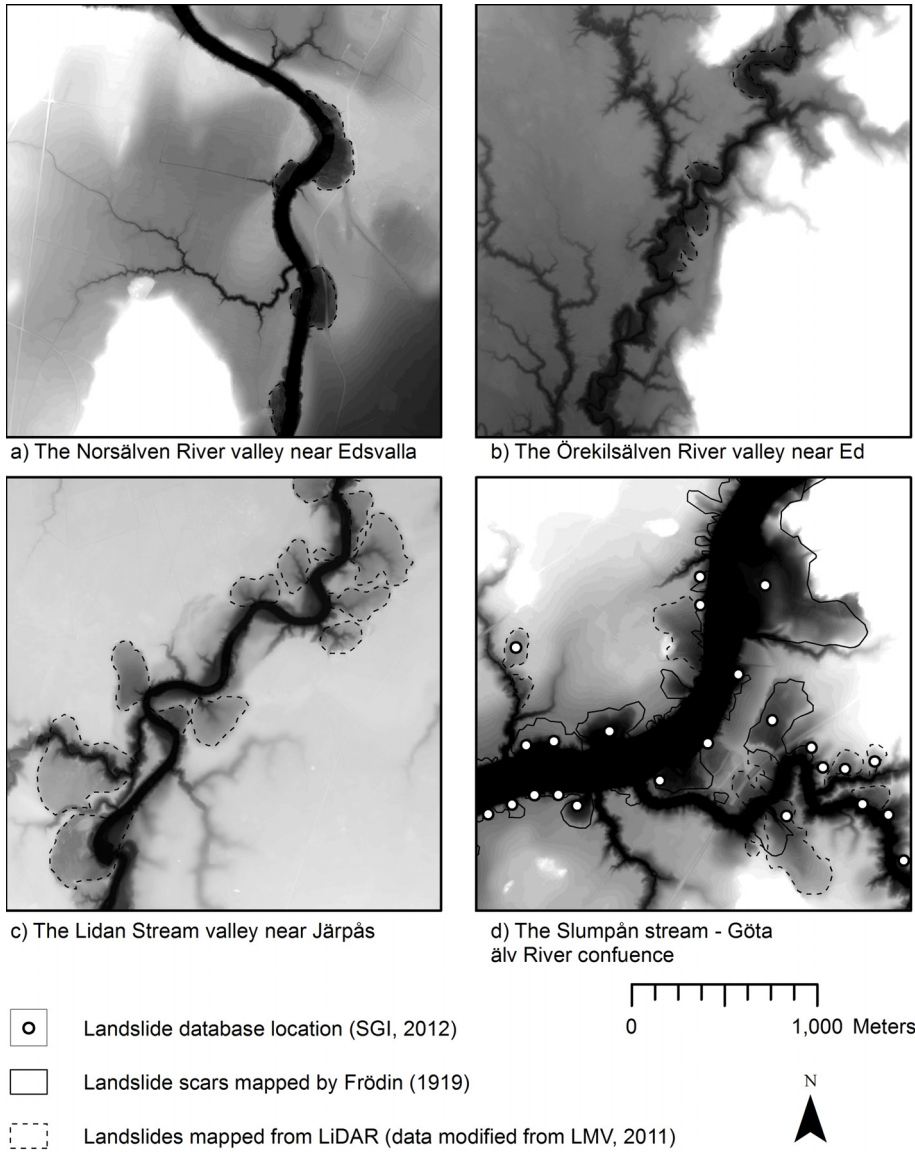 a) The Norsälven River valley near Edsvalla
b) The Örekilsälven River valley near Ed
c) The Lidan Stream valley near Järpås
d) The Slumpån stream - Göta
älv River confuence
0 1,000 Meters
Landslide database location (SGI, 2012)
Landslide scars mapped by Frödin (1919)
N
Landslides mapped from LiDAR (data modified from LMV, 2011)